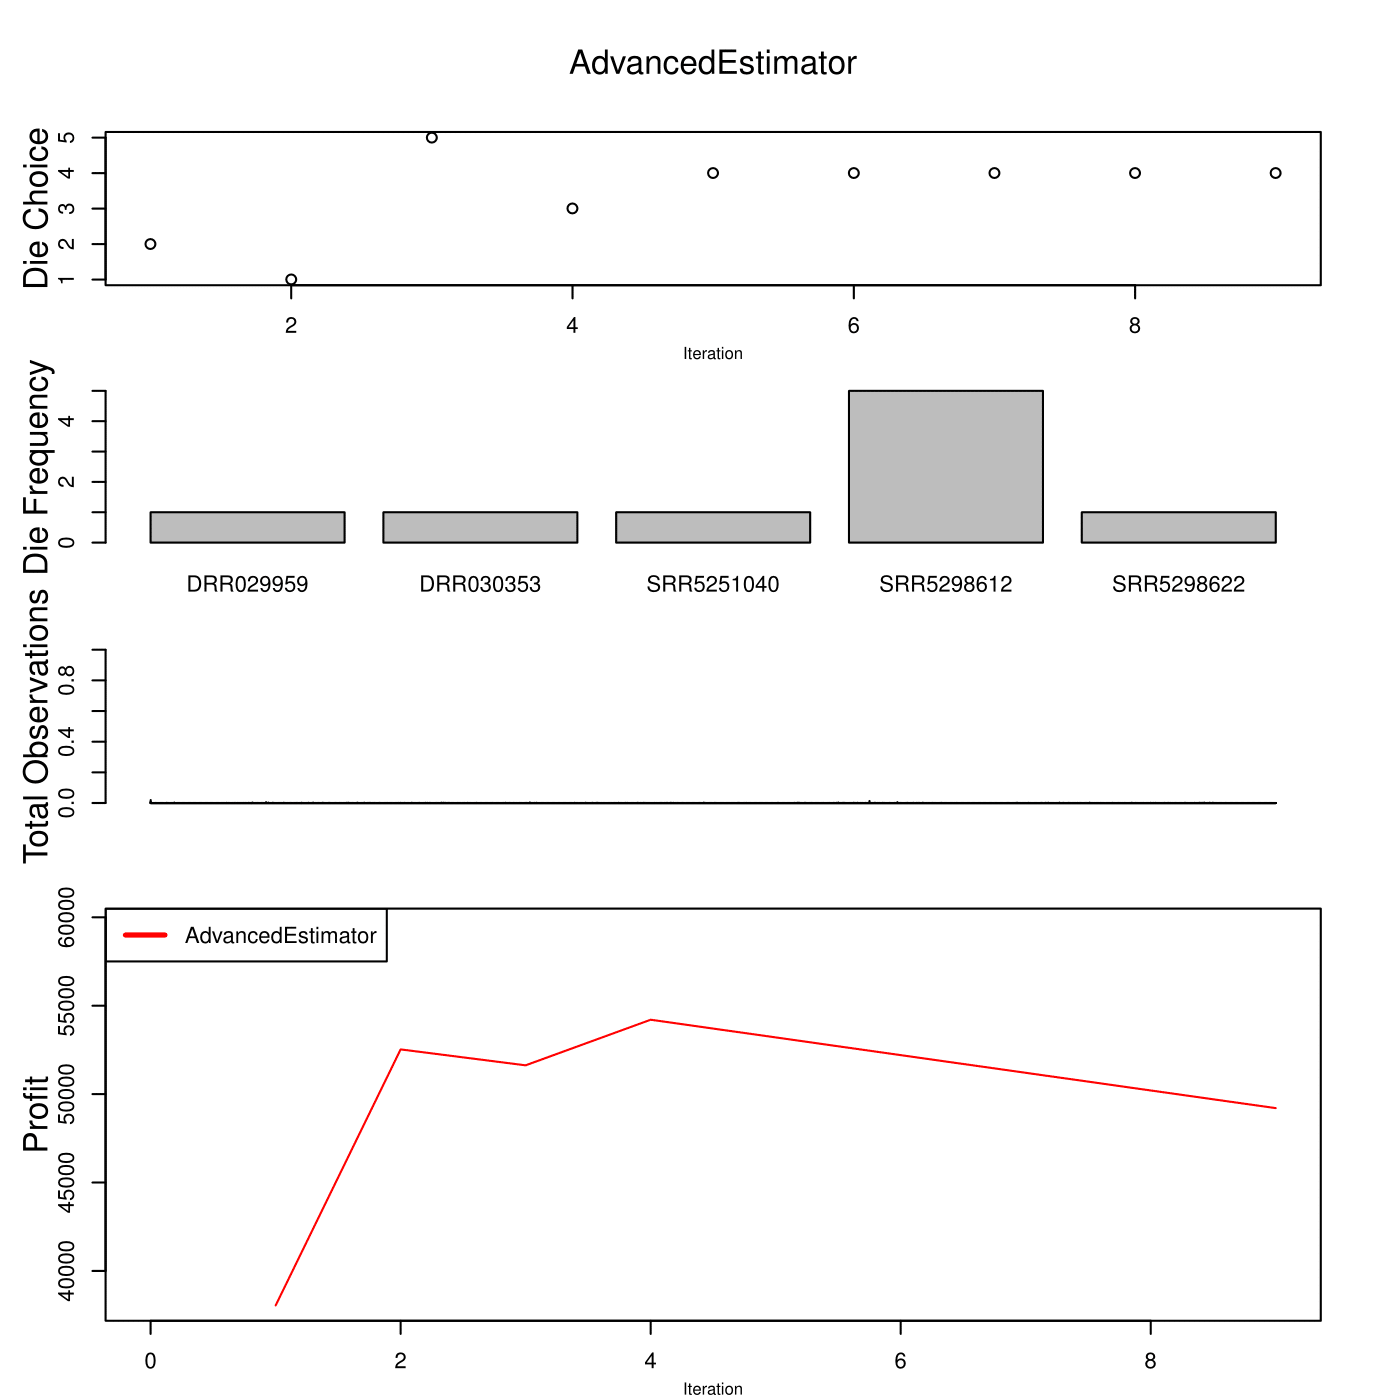 AdvancedEstimator
Die Choice
5
4
3
2
1
2 4 6 8
Iteration
Die Frequency
4
2
0
DRR029959 DRR030353 SRR5251040 SRR5298612 SRR5298622
Total Observations
0.8
0.4
0.0
AdvancedEstimator
Profit
60000
55000
50000
45000
40000
0 2 4 6 8
Iteration